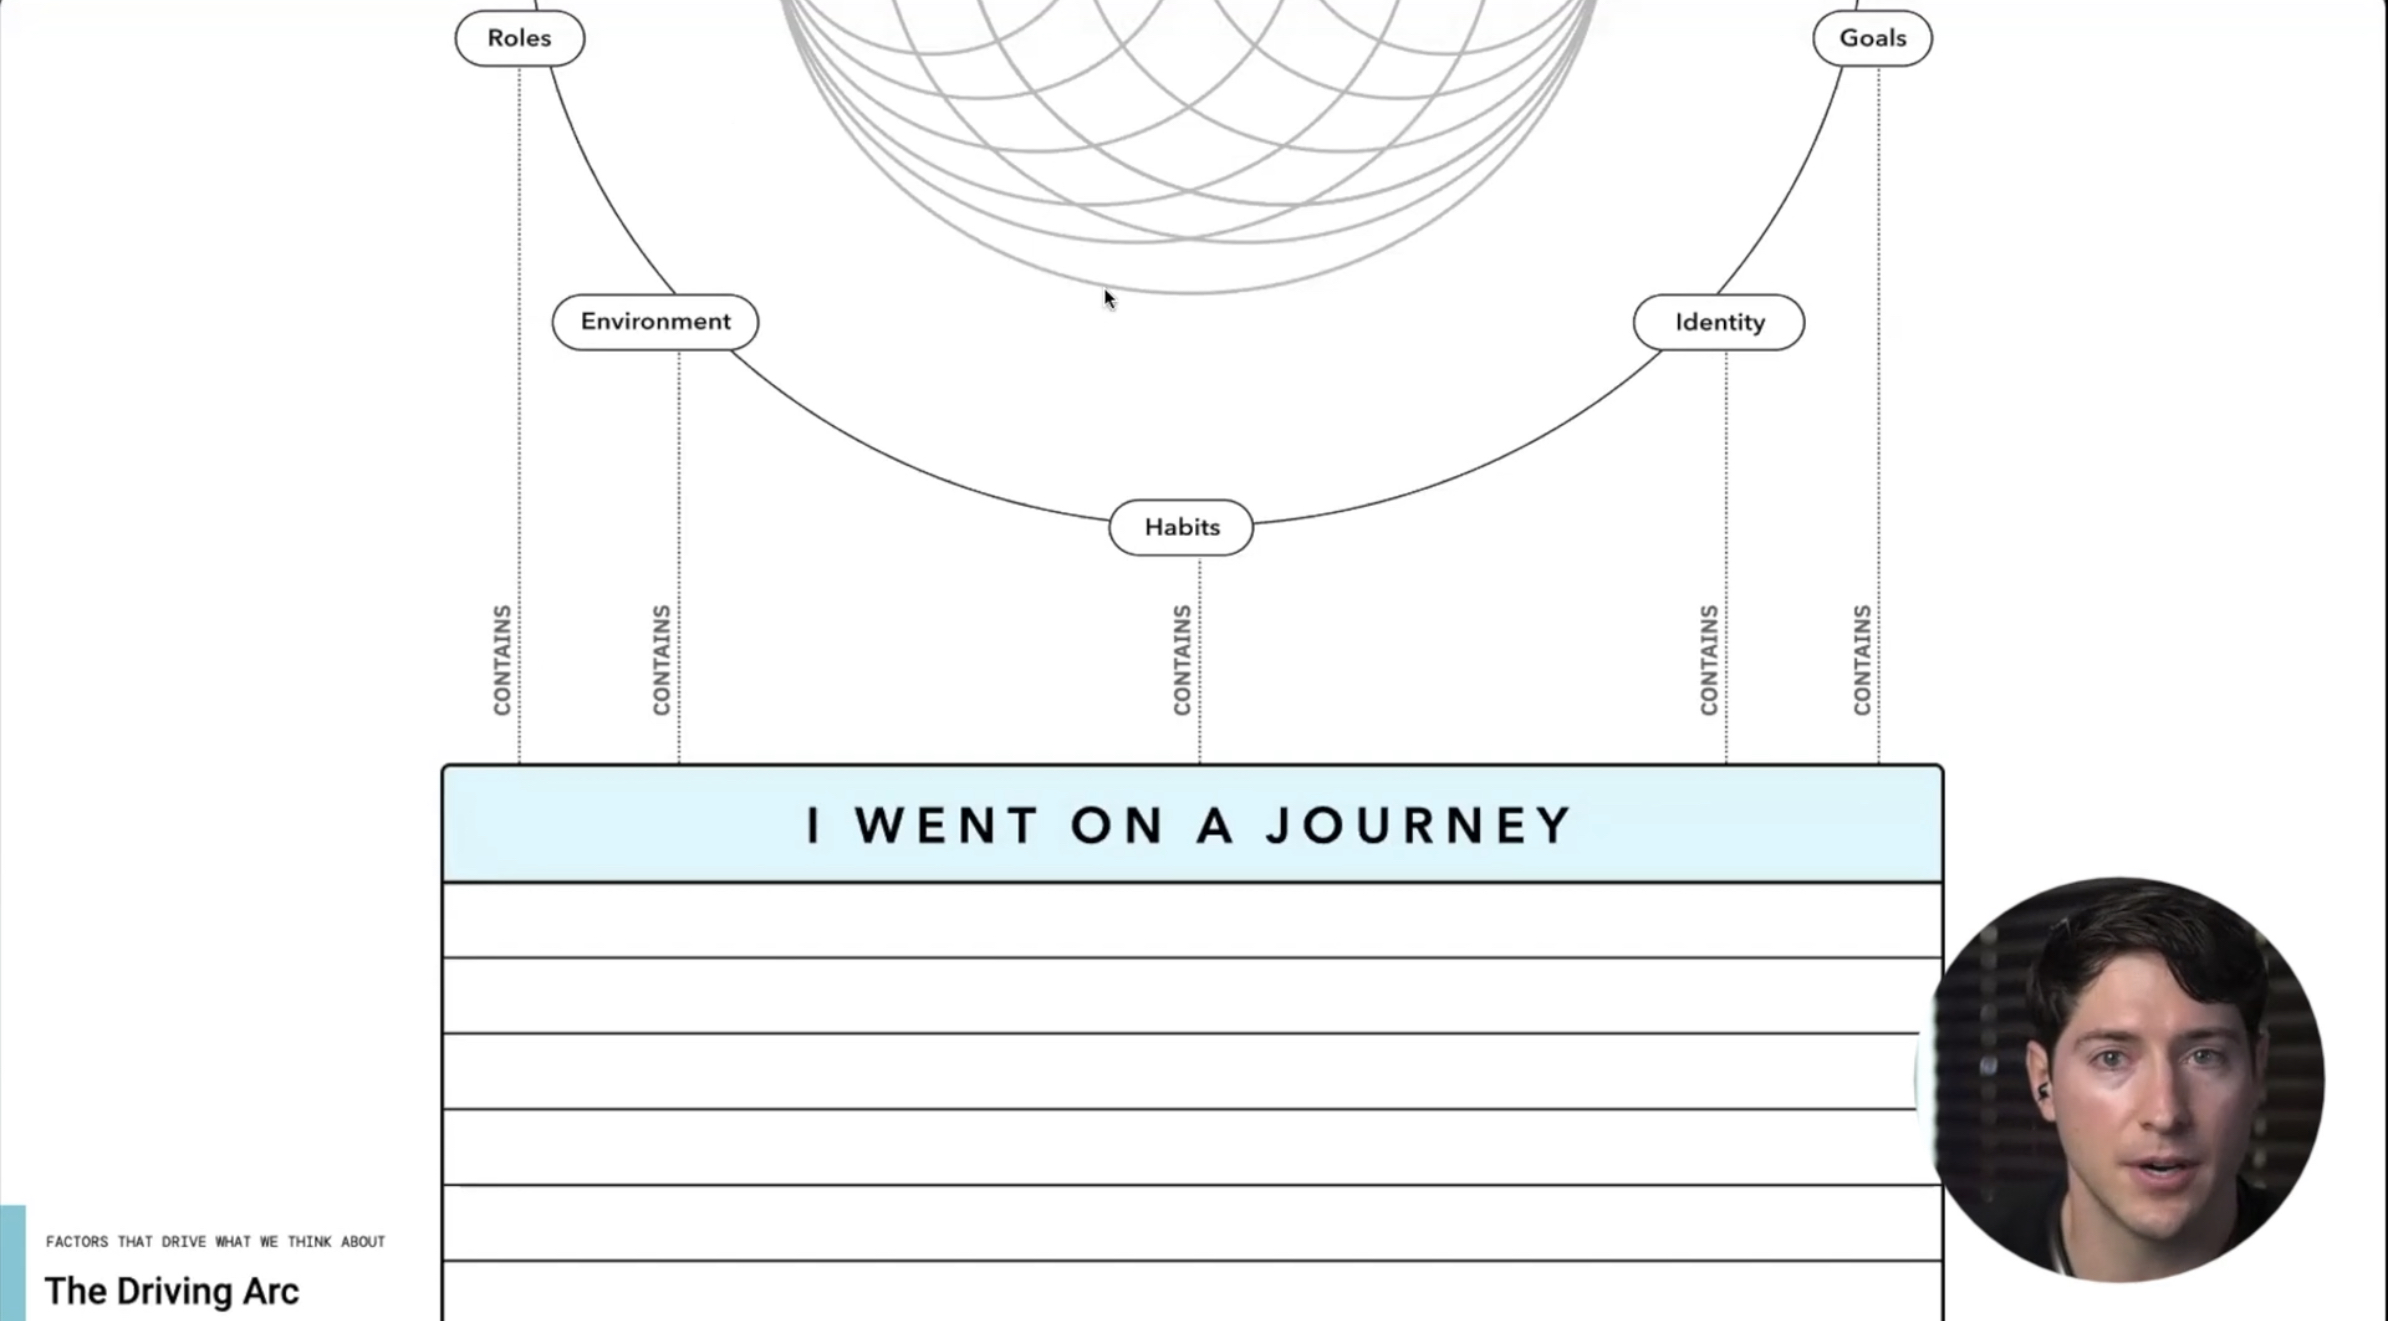 Roles
Goals
Environment
Identity
Habits
CONTAINS
CONTAINS
CONTAINS
CONTAINS
CONTAINS
I WENT ON A JOURNEY
FACTORS THAT DRIVE WHAT WE THINK ABOUT
The Driving Arc